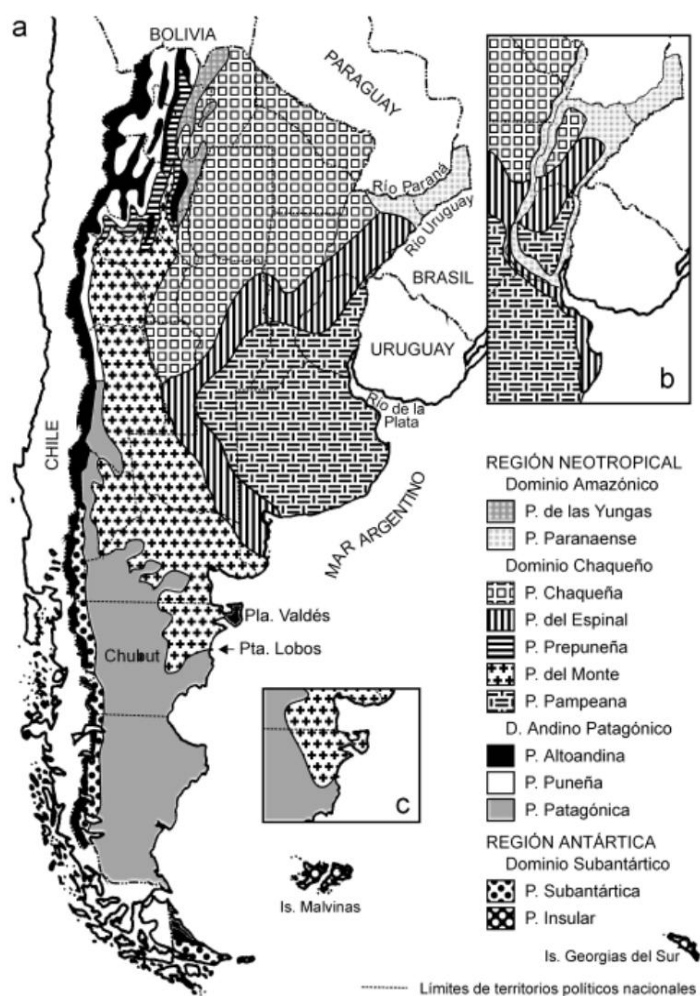 a
BOLIVIA
PARAGUAY
Río Paraná
Río Uruguay
BRASIL
URUGUAY
Río de la
Plata
CHILE
MAR ARGENTINO
Pla. Valdés
Chubut
Pta. Lobos
b
c
Is. Malvinas
REGIÓN NEOTROPICAL
Dominio Amazónico
P. de las Yungas
P. Paranaense
Dominio Chaqueño
P. Chaqueña
P. del Espinal
P. Prepuneña
P. del Monte
P. Pampeana
D. Andino Patagónico
P. Altoandina
P. Puneña
P. Patagónica
REGIÓN ANTÁRTICA
Dominio Subantártico
P. Subantártica
P. Insular
Is. Georgias del Sur
Límites de territorios políticos nacionales